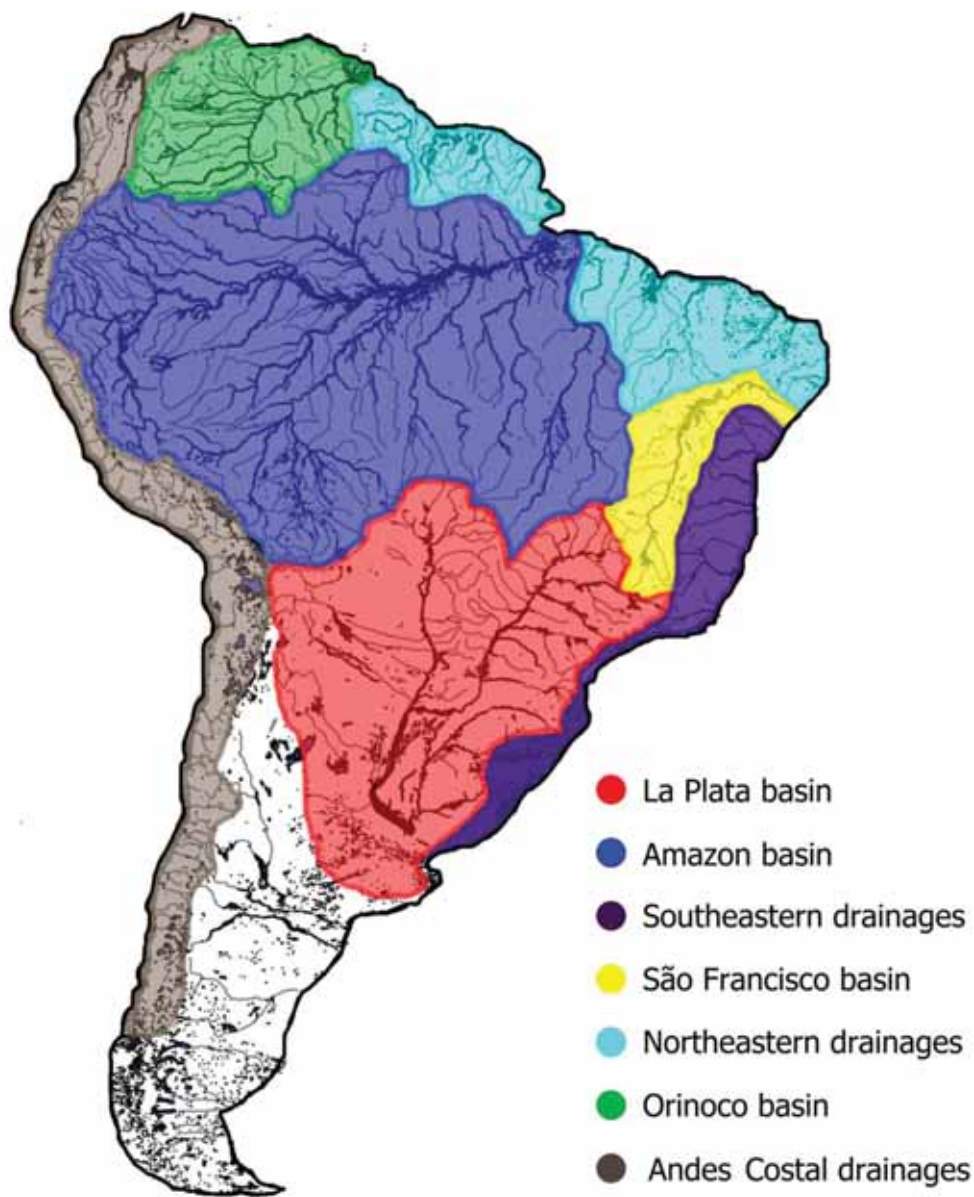 La Plata basin
Amazon basin
Southeastern drainages
São Francisco basin
Northeastern drainages
Orinoco basin
Andes Costal drainages